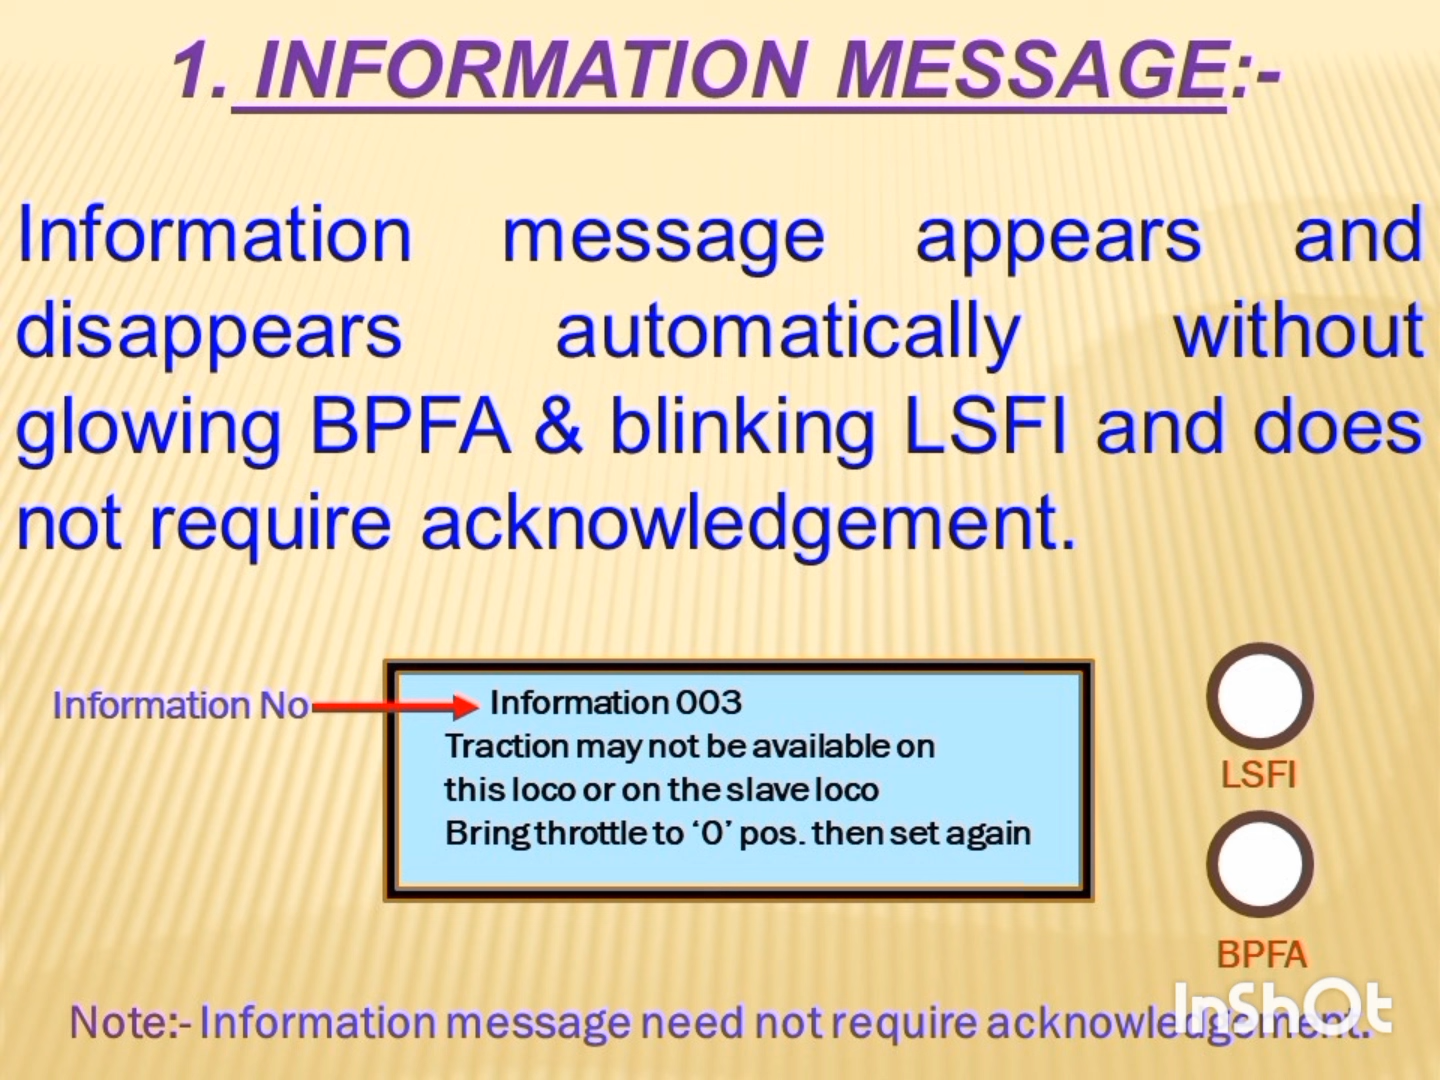 1. INFORMATION MESSAGE:-
Information message appears and
disappears automatically without
glowing BPFA & blinking LSFI and does
not require acknowledgement.
Information No
Information 003
Traction may not be available on
this loco or on the slave loco
Bring throttle to ‘0’ pos. then set again
LSFI
BPFA
Note:- Information message need not require acknowledgement.
InShOt